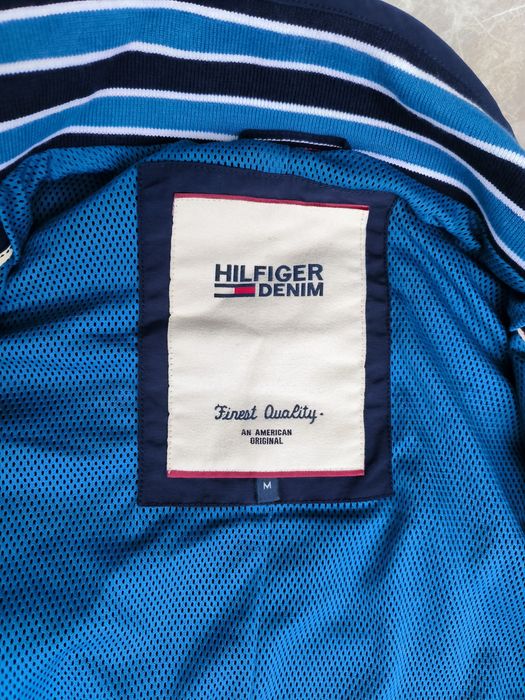 HILFIGER
DENIM
Finest Quality.
AN AMERICAN
ORIGINAL
M